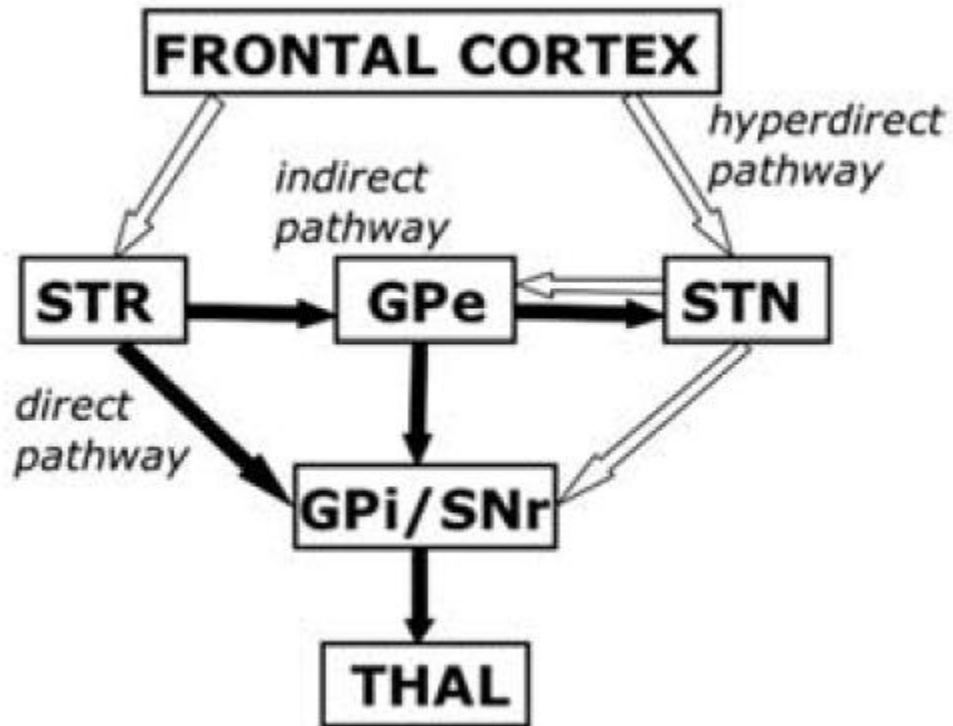 FRONTAL CORTEX
hyperdirect
pathway
indirect
pathway
STR
GPe
STN
direct
pathway
GPi/SNr
THAL